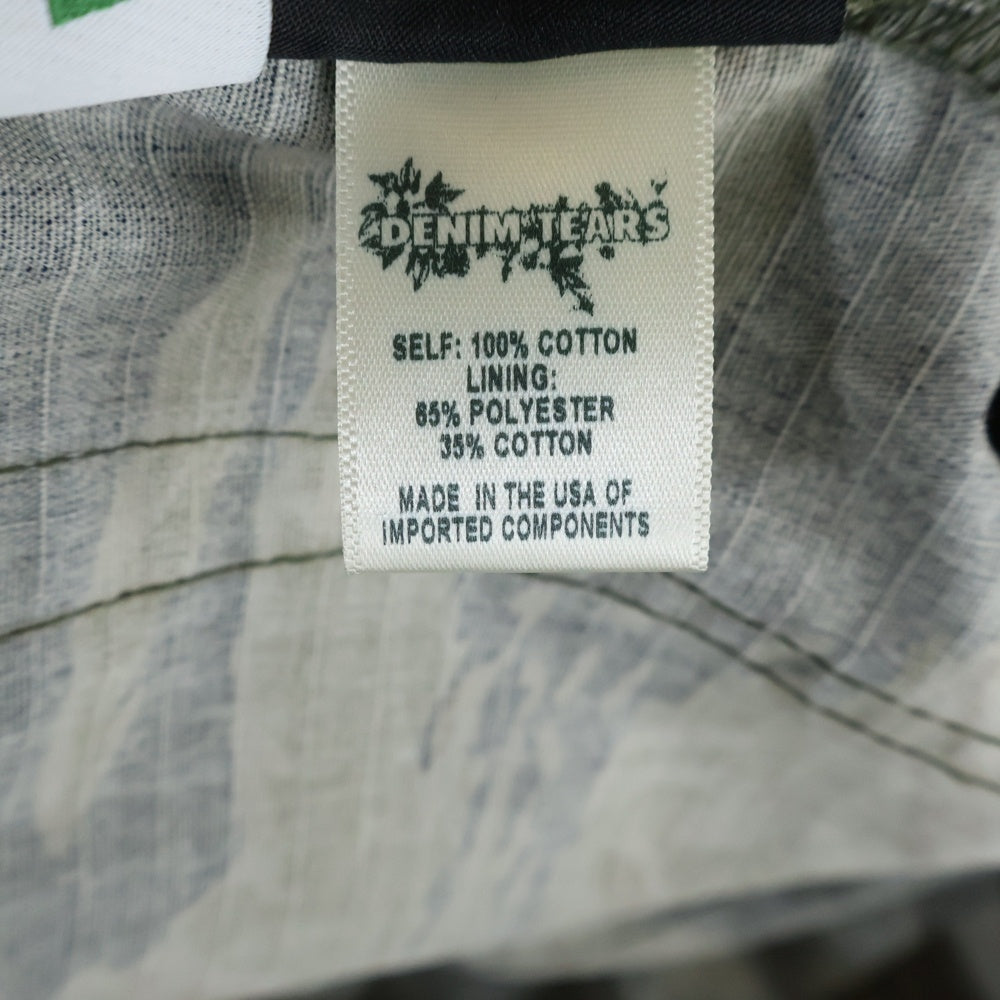 DENIM TEARS
SELF: 100% COTTON
LINING:
65% POLYESTER
35% COTTON
MADE IN THE USA OF
IMPORTED COMPONENTS